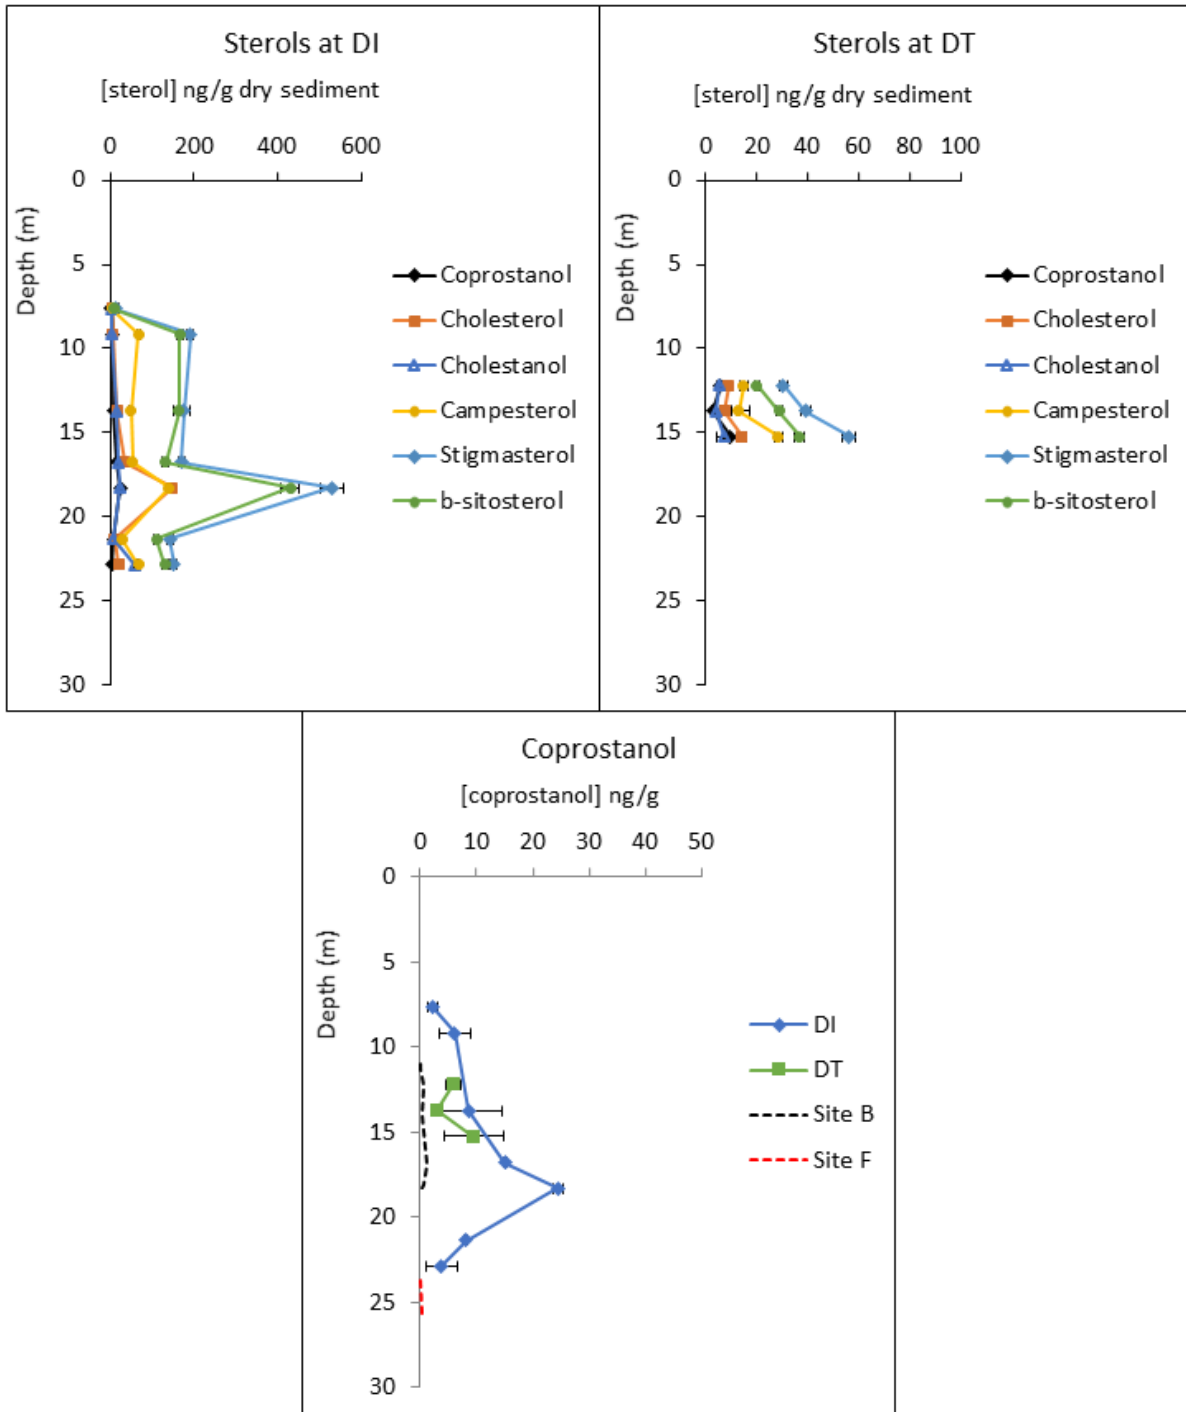 Sterols at DI
[sterol] ng/g dry sediment
0 200 400 600
0
5
10
15
20
25
30
Depth (m)
Coprostanol
Cholesterol
Cholestanol
Campesterol
Stigmasterol
b-sitosterol
Sterols at DT
[sterol] ng/g dry sediment
0 20 40 60 80 100
0
5
10
15
20
25
30
Depth (m)
Coprostanol
Cholesterol
Cholestanol
Campesterol
Stigmasterol
b-sitosterol
Coprostanol
[coprostanol] ng/g
0 10 20 30 40 50
0
5
10
15
20
25
30
Depth (m)
DI
DT
Site B
Site F